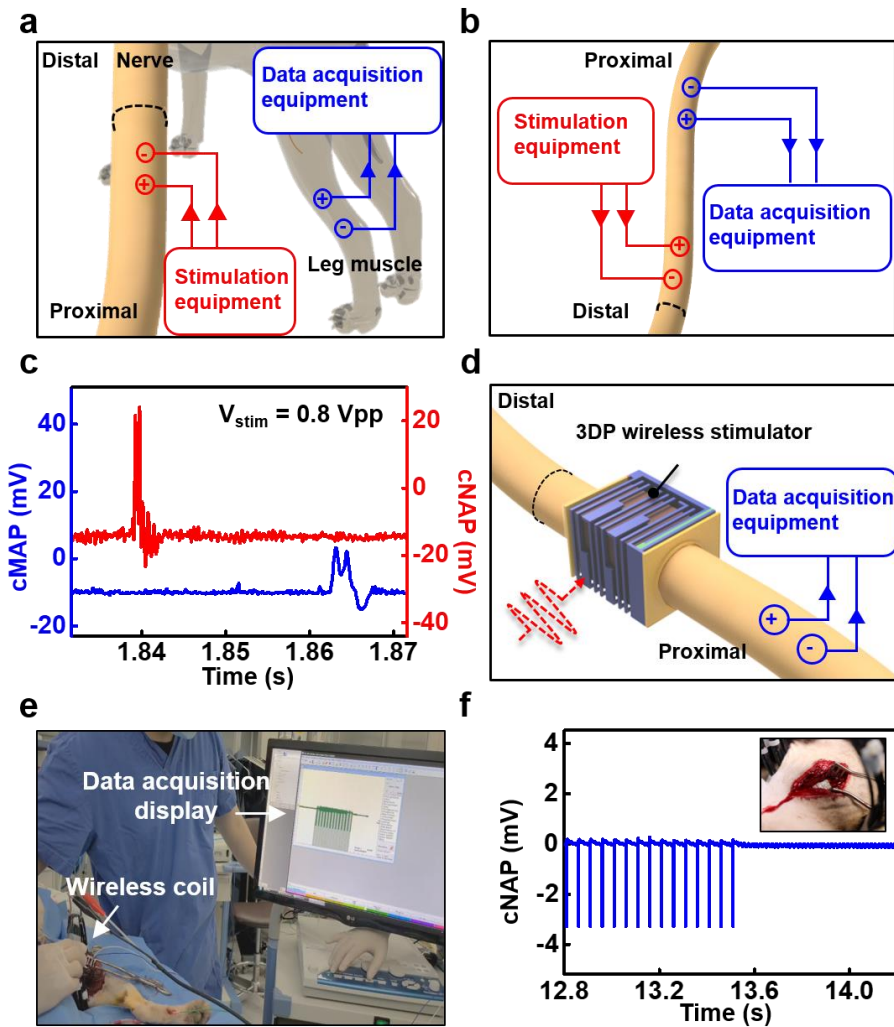 a
Distal Nerve
Data acquisition
equipment
-
+
+
-
Stimulation
equipment
Leg muscle
Proximal
b
Proximal
-
+
Stimulation
equipment
Data acquisition
equipment
+
-
Distal
c
V_stim = 0.8 Vpp
cMAP (mV)
40
20
0
-20
cNAP (mV)
20
0
-20
-40
1.84 1.85 1.86 1.87
Time (s)
d
Distal
3DP wireless stimulator
Data acquisition
equipment
+
-
Proximal
e
Data acquisition
display
Wireless coil
f
cNAP (mV)
4
2
0
-2
-4
12.8 13.2 13.6 14.0
Time (s)